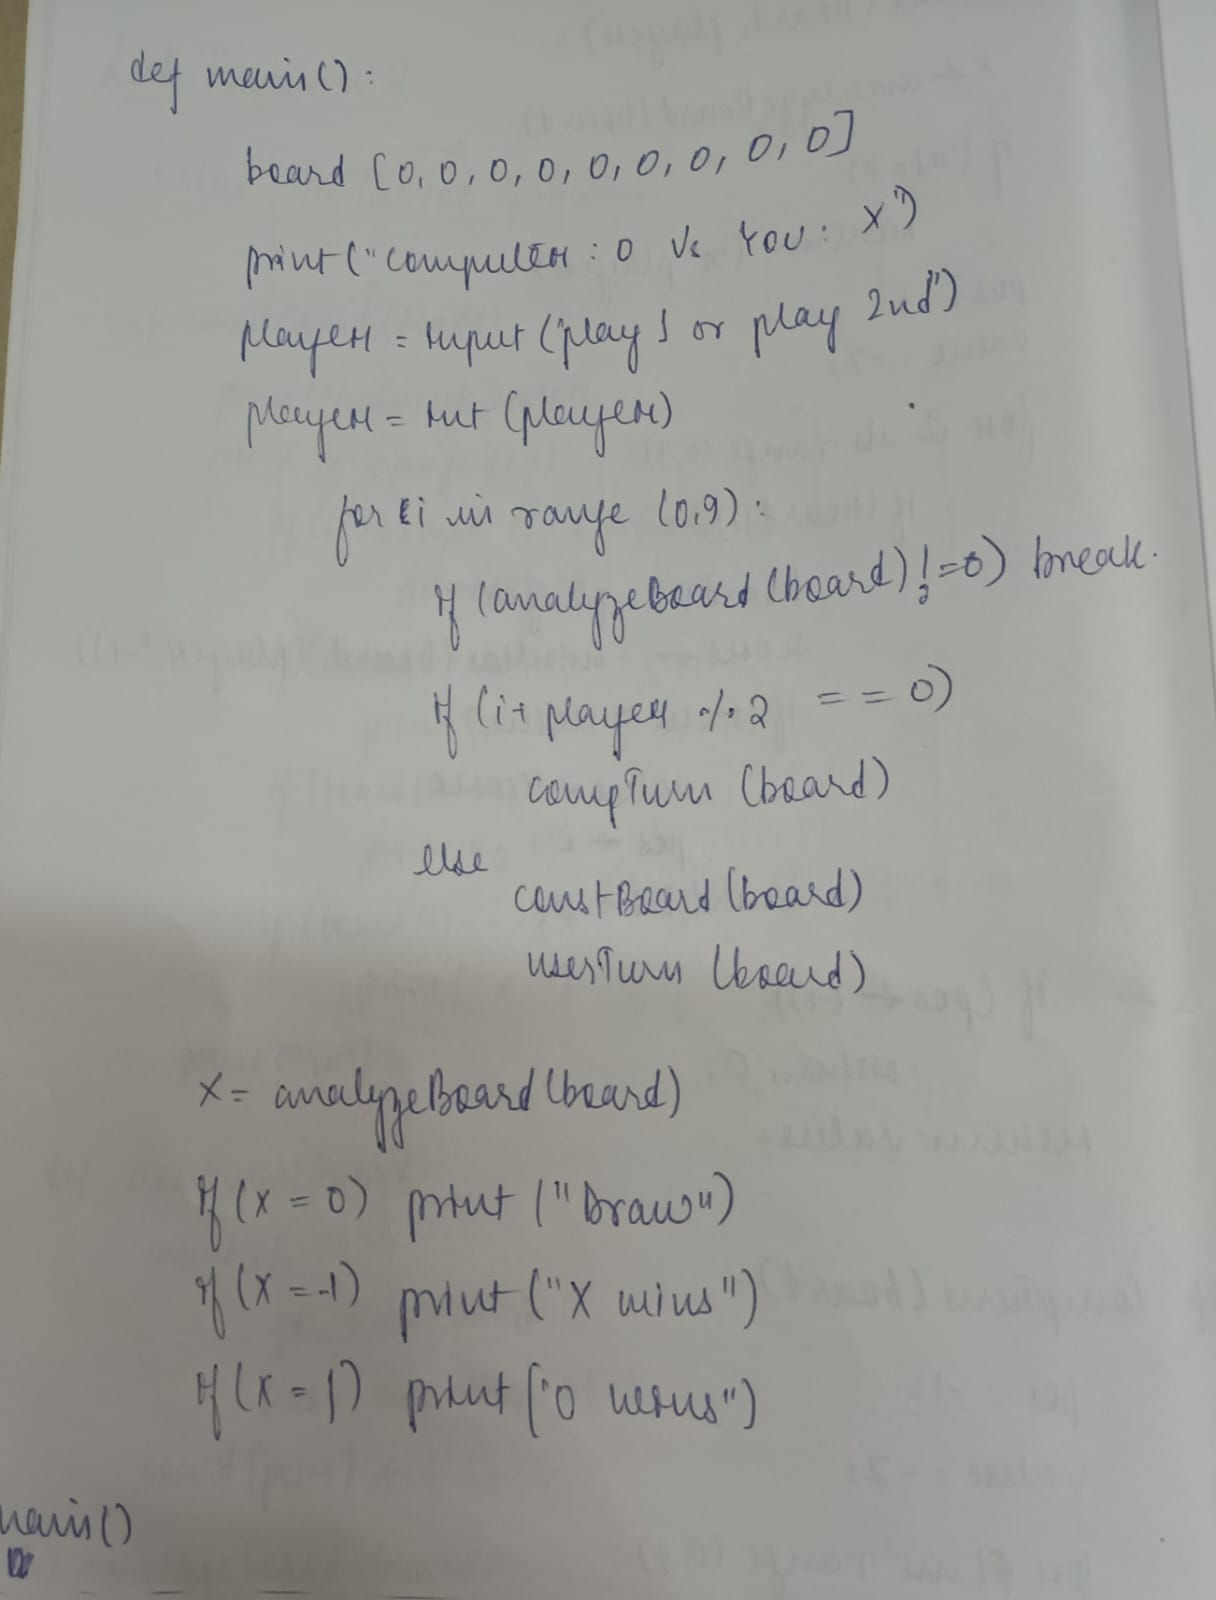 def main():
board [0, 0, 0, 0, 0, 0, 0, 0, 0]
print("computer : O Vs YOU : X")
player = input ("play 1 or play 2nd")
player = int (player)
for i in range (0,9):
if (analyzeBoard (board) != 0) break.
if (i + player % 2 == 0)
compTurn (board)
else
constBoard (board)
userTurn (board)
X = analyzeBoard (board)
if (X = 0) print ("Draw")
if (X = -1) print ("X wins")
if (X = 1) print ("O wins")
main()